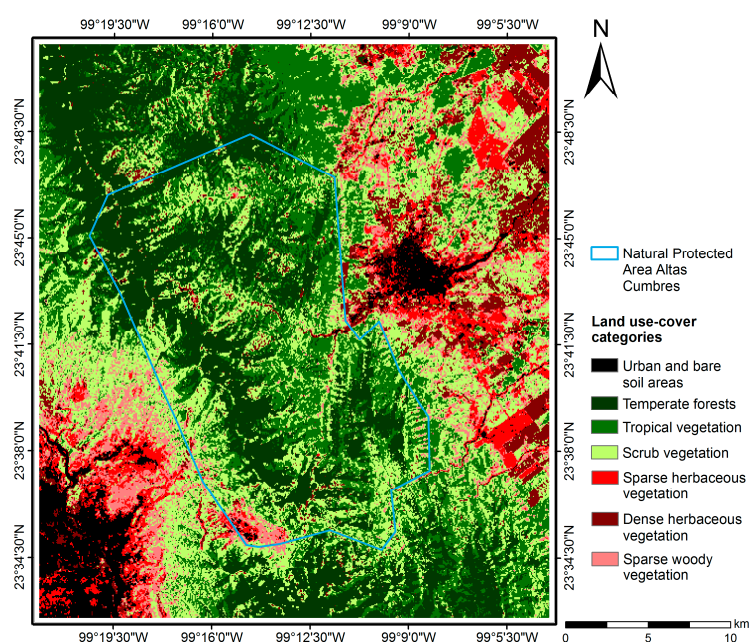 99°19'30"W 99°16'0"W 99°12'30"W 99°9'0"W 99°5'30"W
N
23°48'30"N 23°48'30"N
23°45'0"N 23°45'0"N
23°41'30"N 23°41'30"N
23°38'0"N 23°38'0"N
23°34'30"N 23°34'30"N
Natural Protected
Area Altas
Cumbres
Land use-cover
categories
Urban and bare
soil areas
Temperate forests
Tropical vegetation
Scrub vegetation
Sparse herbaceous
vegetation
Dense herbaceous
vegetation
Sparse woody
vegetation
99°19'30"W 99°16'0"W 99°12'30"W 99°9'0"W 99°5'30"W
km
0 5 10